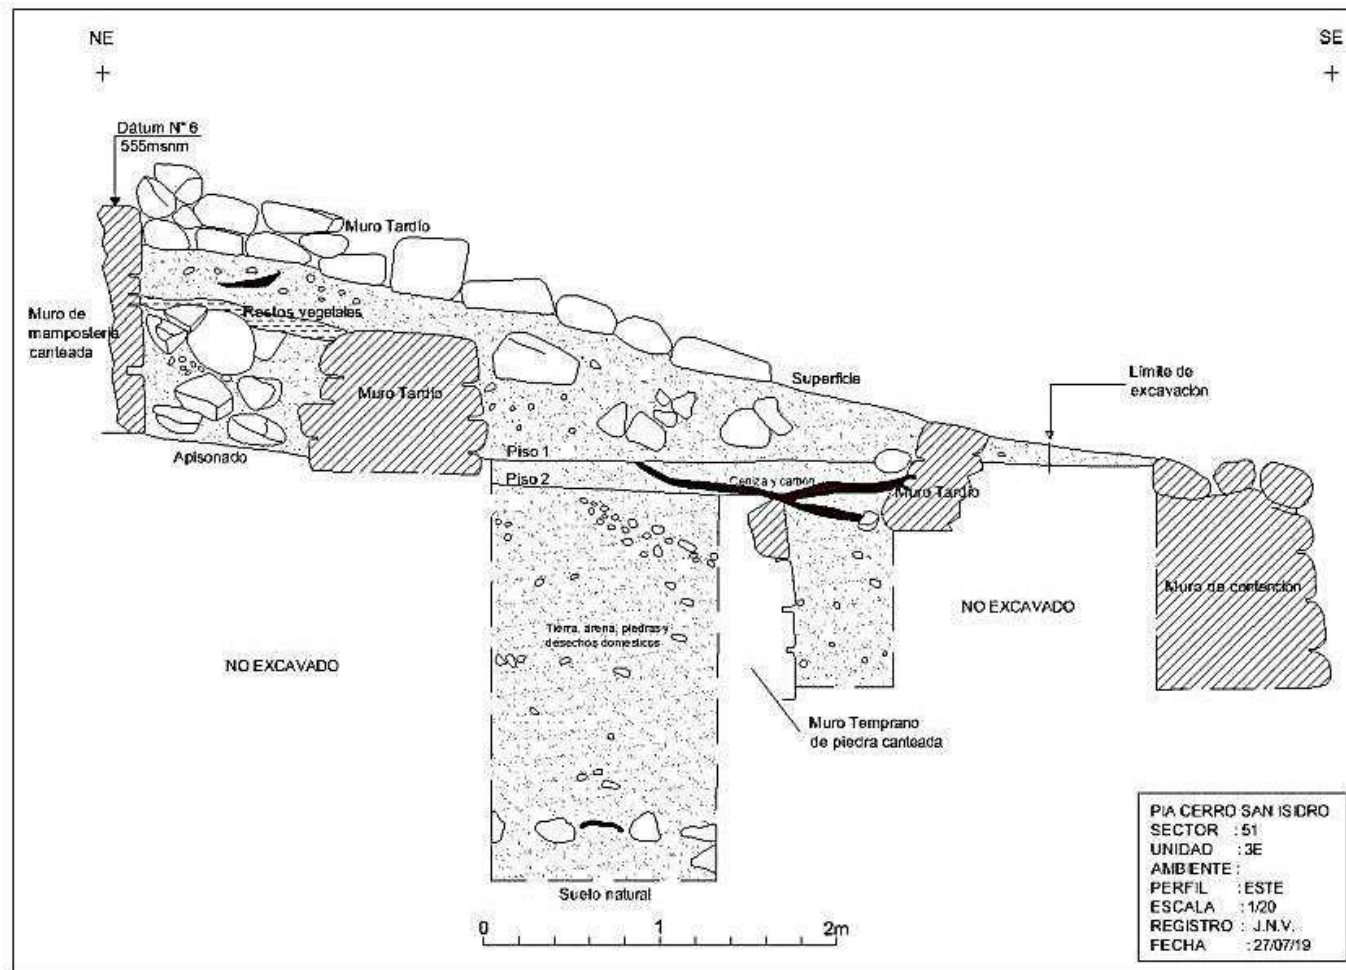 NE
SE
Dátum N° 6
555msnm
Muro Tardío
Restos vegetales
Muro de
mampostería
canteada
Muro Tardío
Superficie
Límite de
excavación
Apisonado
Piso 1
Piso 2
Ceniza y carbón
Muro Tardío
Muro de contención
NO EXCAVADO
Tierra, arena, piedras y
desechos domesticos
NO EXCAVADO
Muro Temprano
de piedra canteada
Suelo natural
0 1 2m
PIA CERRO SAN ISIDRO
SECTOR : 51
UNIDAD : 3E
AMBIENTE :
PERFIL : ESTE
ESCALA : 1/20
REGISTRO : J.N.V.
FECHA : 27/07/19